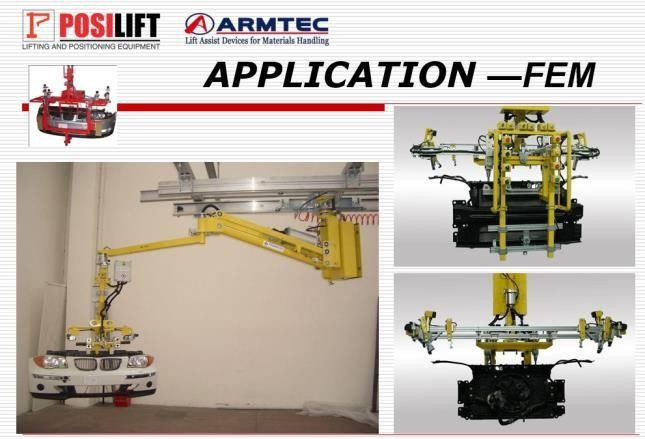 POSILIFT
LIFTING AND POSITIONING EQUIPMENT
ARMTEC
Lift Assist Devices for Materials Handling
APPLICATION —FEM